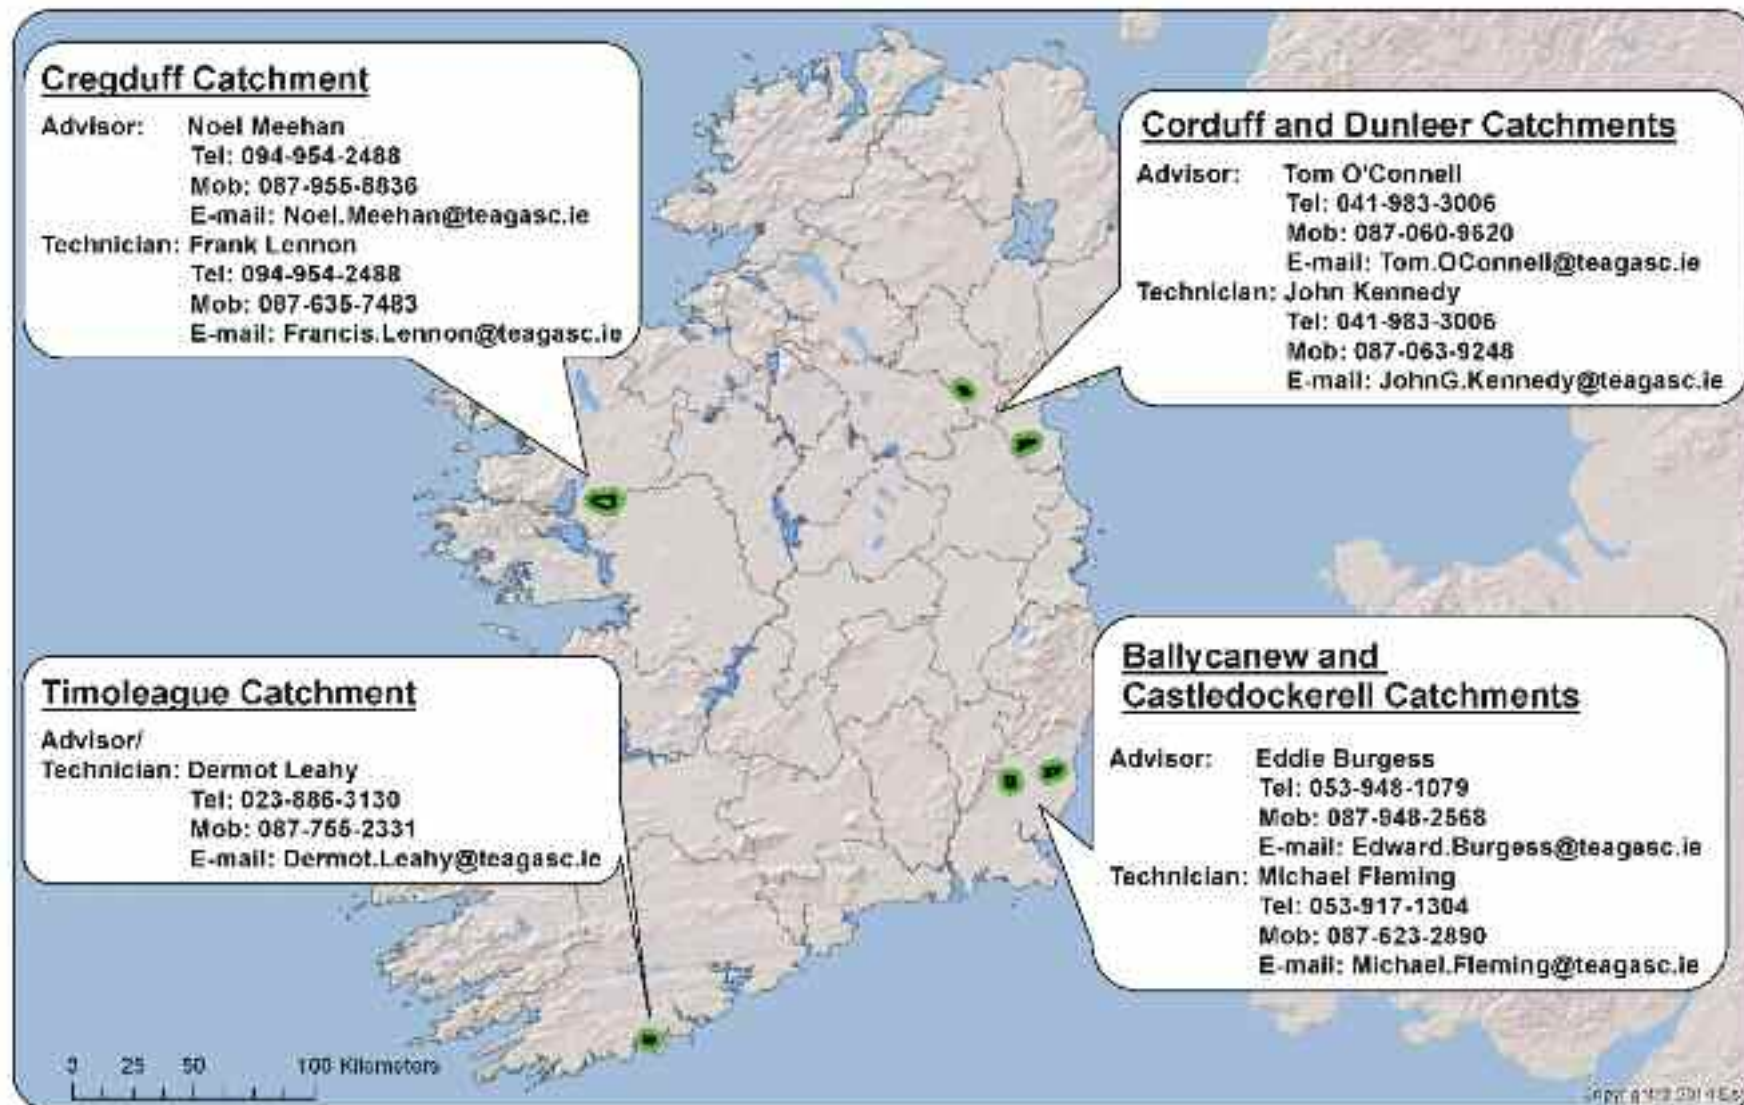 Cregduff Catchment
Advisor: Noel Meehan
Tel: 094-954-2488
Mob: 087-955-8836
E-mail: Noel.Meehan@teagasc.ie
Technician: Frank Lennon
Tel: 094-954-2488
Mob: 087-635-7483
E-mail: Francis.Lennon@teagasc.ie
Corduff and Dunleer Catchments
Advisor: Tom O'Connell
Tel: 041-983-3006
Mob: 087-060-9620
E-mail: Tom.OConnell@teagasc.ie
Technician: John Kennedy
Tel: 041-983-3006
Mob: 087-063-9248
E-mail: JohnG.Kennedy@teagasc.ie
Timoleague Catchment
Advisor/
Technician: Dermot Leahy
Tel: 023-886-3130
Mob: 087-755-2331
E-mail: Dermot.Leahy@teagasc.ie
Ballycanew and
Castledockerell Catchments
Advisor: Eddie Burgess
Tel: 053-948-1079
Mob: 087-948-2568
E-mail: Edward.Burgess@teagasc.ie
Technician: Michael Fleming
Tel: 053-917-1304
Mob: 087-623-2890
E-mail: Michael.Fleming@teagasc.ie
0 25 50 100 Kilometers
2014 Esri